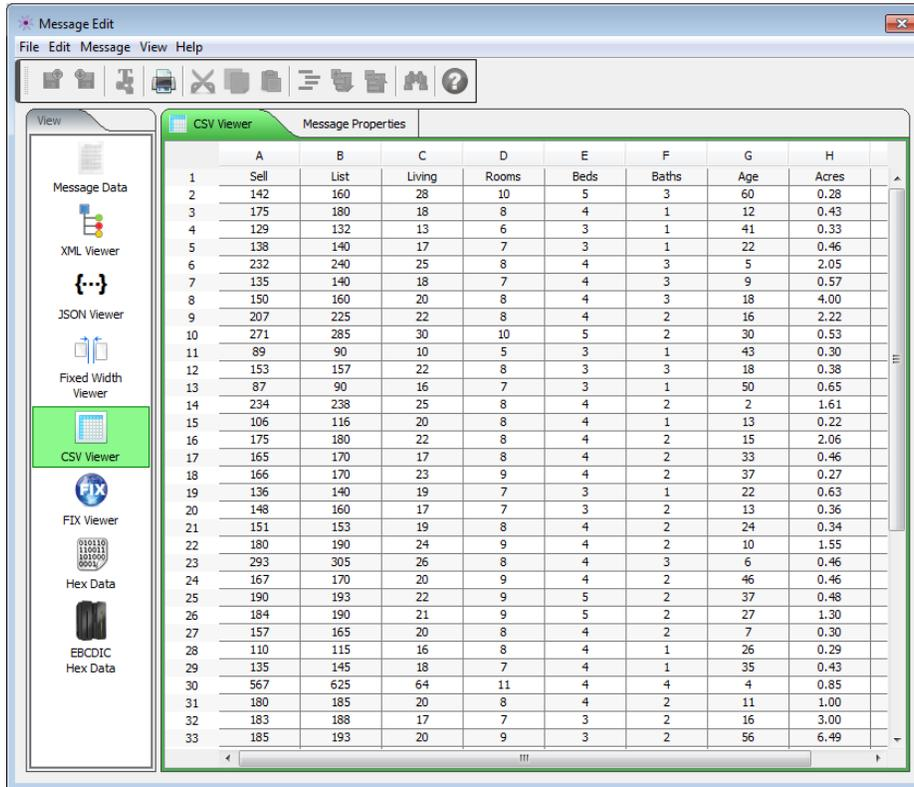 Message Edit
File Edit Message View Help
View
Message Data
XML Viewer
{···}
JSON Viewer
Fixed Width
Viewer
CSV Viewer
FIX
FIX Viewer
010110
110011
101000
0001
Hex Data
EBCDIC
Hex Data
CSV Viewer Message Properties
A B C D E F G H
1 Sell List Living Rooms Beds Baths Age Acres
2 142 160 28 10 5 3 60 0.28
3 175 180 18 8 4 1 12 0.43
4 129 132 13 6 3 1 41 0.33
5 138 140 17 7 3 1 22 0.46
6 232 240 25 8 4 3 5 2.05
7 135 140 18 7 4 3 9 0.57
8 150 160 20 8 4 3 18 4.00
9 207 225 22 8 4 2 16 2.22
10 271 285 30 10 5 2 30 0.53
11 89 90 10 5 3 1 43 0.30
12 153 157 22 8 3 3 18 0.38
13 87 90 16 7 3 1 50 0.65
14 234 238 25 8 4 2 2 1.61
15 106 116 20 8 4 1 13 0.22
16 175 180 22 8 4 2 15 2.06
17 165 170 17 8 4 2 33 0.46
18 166 170 23 9 4 2 37 0.27
19 136 140 19 7 3 1 22 0.63
20 148 160 17 7 3 2 13 0.36
21 151 153 19 8 4 2 24 0.34
22 180 190 24 9 4 2 10 1.55
23 293 305 26 8 4 3 6 0.46
24 167 170 20 9 4 2 46 0.46
25 190 193 22 9 5 2 37 0.48
26 184 190 21 9 5 2 27 1.30
27 157 165 20 8 4 2 7 0.30
28 110 115 16 8 4 1 26 0.29
29 135 145 18 7 4 1 35 0.43
30 567 625 64 11 4 4 4 0.85
31 180 185 20 8 4 2 11 1.00
32 183 188 17 7 3 2 16 3.00
33 185 193 20 9 3 2 56 6.49